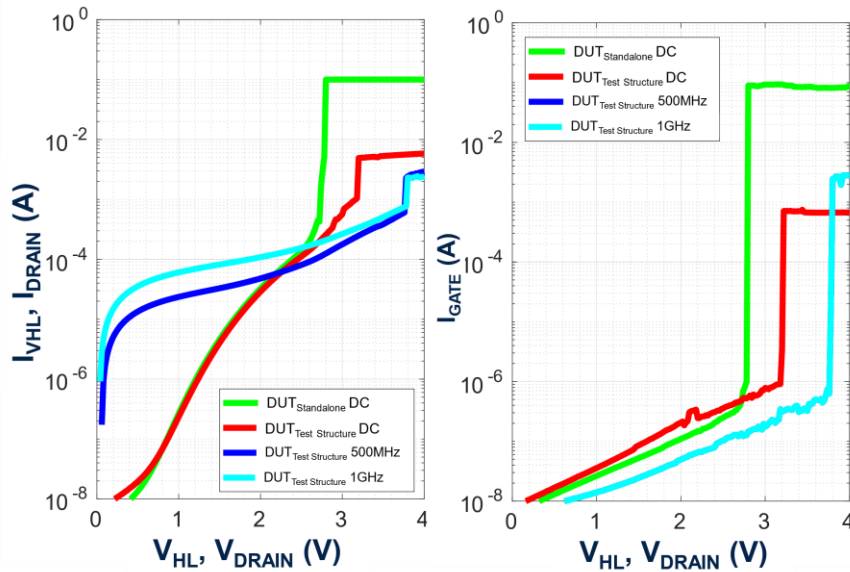 10^0
10^-2
10^-4
10^-6
10^-8
I_VHL, I_DRAIN (A)
0 1 2 3 4
V_HL, V_DRAIN (V)
DUT_Standalone DC
DUT_Test Structure DC
DUT_Test Structure 500MHz
DUT_Test Structure 1GHz
10^0
10^-2
10^-4
10^-6
10^-8
I_GATE (A)
0 1 2 3 4
V_HL, V_DRAIN (V)
DUT_Standalone DC
DUT_Test Structure DC
DUT_Test Structure 500MHz
DUT_Test Structure 1GHz